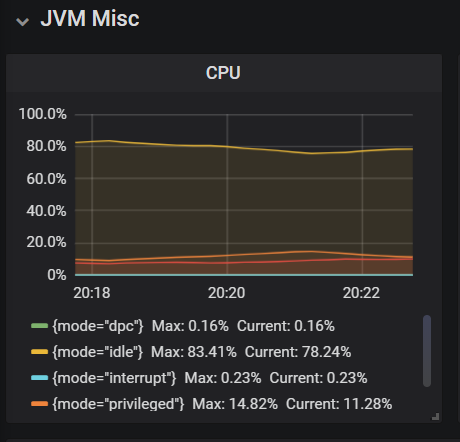 JVM Misc
CPU
100.0%
80.0%
60.0%
40.0%
20.0%
0%
20:18 20:20 20:22
{mode="dpc"} Max: 0.16% Current: 0.16%
{mode="idle"} Max: 83.41% Current: 78.24%
{mode="interrupt"} Max: 0.23% Current: 0.23%
{mode="privileged"} Max: 14.82% Current: 11.28%